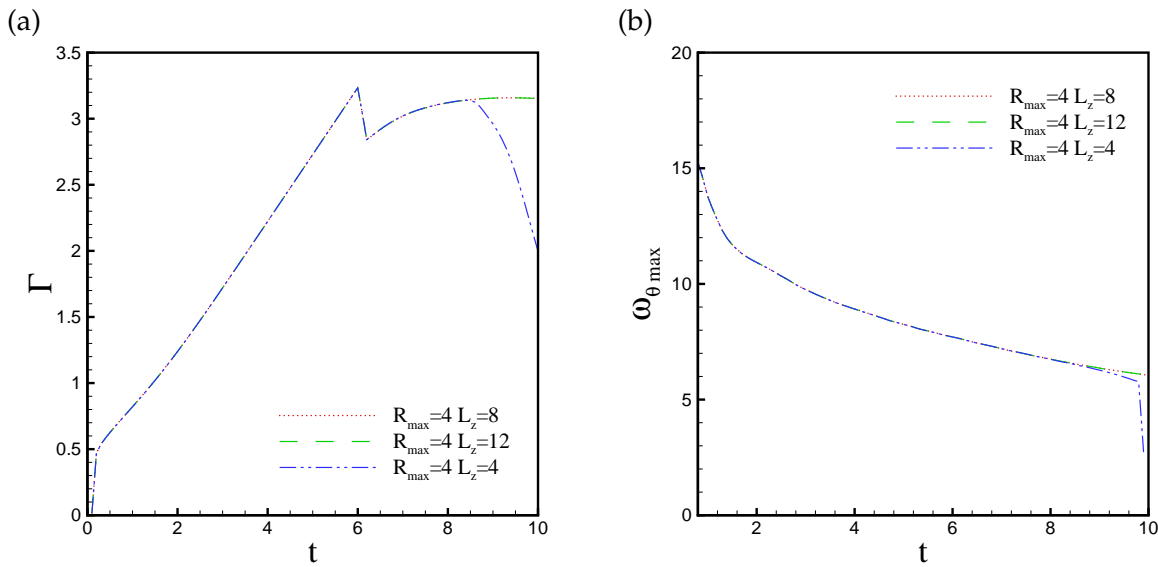 (a)
(b)
3.5
3
2.5
2
1.5
1
0.5
0
Γ
R_max=4 L_z=8
R_max=4 L_z=12
R_max=4 L_z=4
0 2 4 6 8 10
t
20
15
10
5
0
ω_θ max
R_max=4 L_z=8
R_max=4 L_z=12
R_max=4 L_z=4
2 4 6 8 10
t